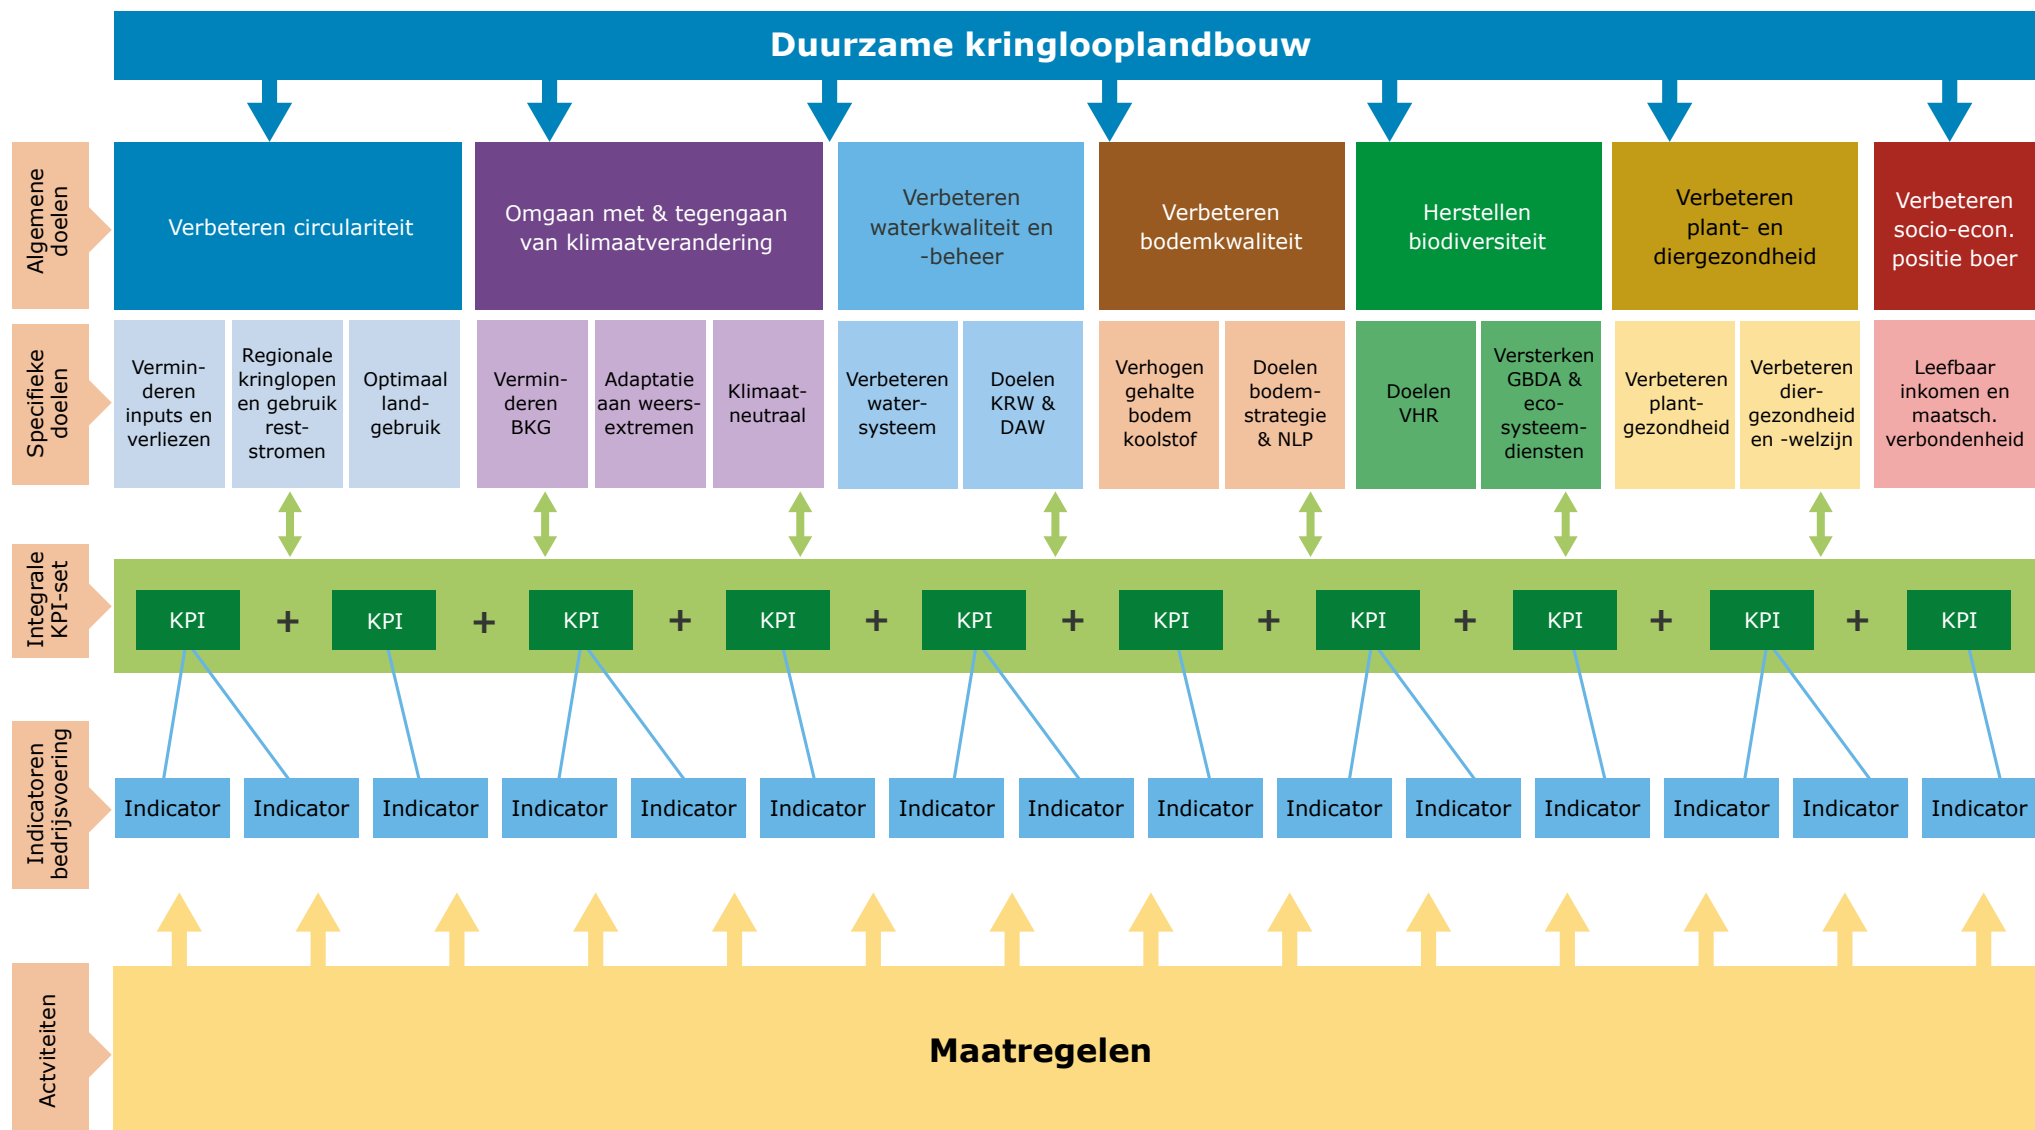 Duurzame kringlooplandbouw
Algemene
doelen
Verbeteren circulariteit
Omgaan met & tegengaan
van klimaatverandering
Verbeteren
waterkwaliteit en
-beheer
Verbeteren
bodemkwaliteit
Herstellen
biodiversiteit
Verbeteren
plant- en
diergezondheid
Verbeteren
socio-econ.
positie boer
Specifieke
doelen
Vermin-
deren
inputs en
verliezen
Regionale
kringlopen
en gebruik
rest-
stromen
Optimaal
land-
gebruik
Vermin-
deren
BKG
Adaptatie
aan weers-
extremen
Klimaat-
neutraal
Verbeteren
water-
systeem
Doelen
KRW &
DAW
Verhogen
gehalte
bodem
koolstof
Doelen
bodem-
strategie
& NLP
Doelen
VHR
Versterken
GBDA &
eco-
systeem-
diensten
Verbeteren
plant-
gezondheid
Verbeteren
dier-
gezondheid
en -welzijn
Leefbaar
inkomen en
maatsch.
verbondenheid
Integrale
KPI-set
KPI + KPI + KPI + KPI + KPI + KPI + KPI + KPI + KPI + KPI
Indicatoren
bedrijsvoering
Indicator Indicator Indicator Indicator Indicator Indicator Indicator Indicator Indicator Indicator Indicator Indicator Indicator Indicator Indicator
Actviteiten
Maatregelen